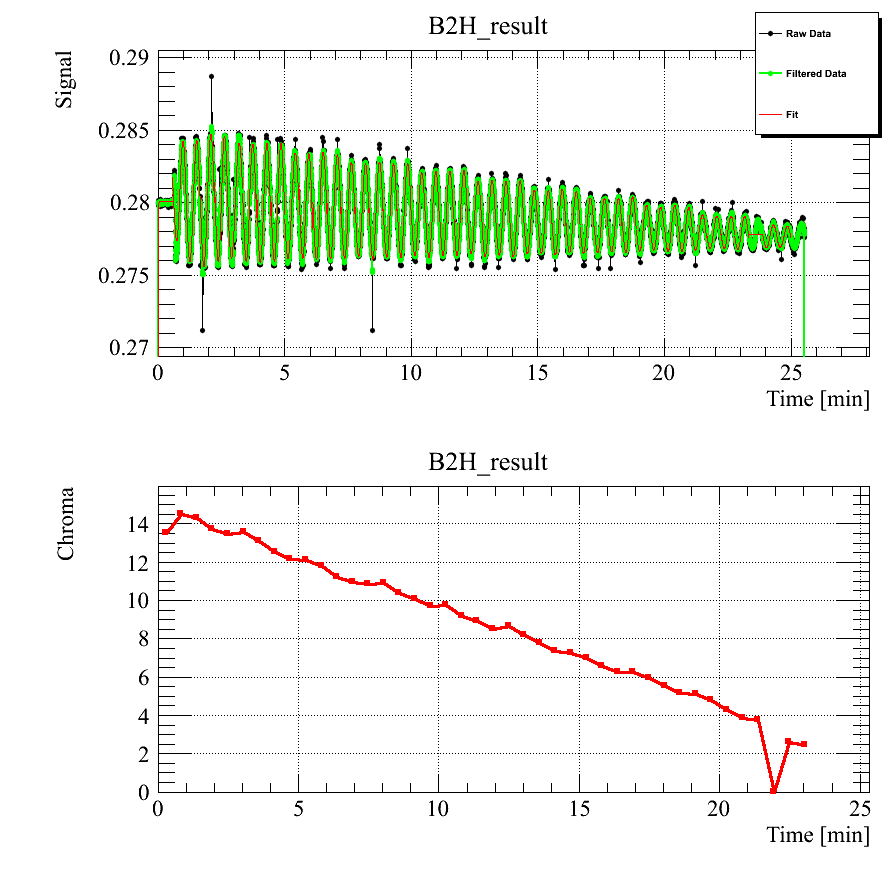 B2H_result
Raw Data
Filtered Data
Fit
Signal
0.29
0.285
0.28
0.275
0.27
0 5 10 15 20 25
Time [min]
B2H_result
Chroma
14
12
10
8
6
4
2
0
0 5 10 15 20 25
Time [min]